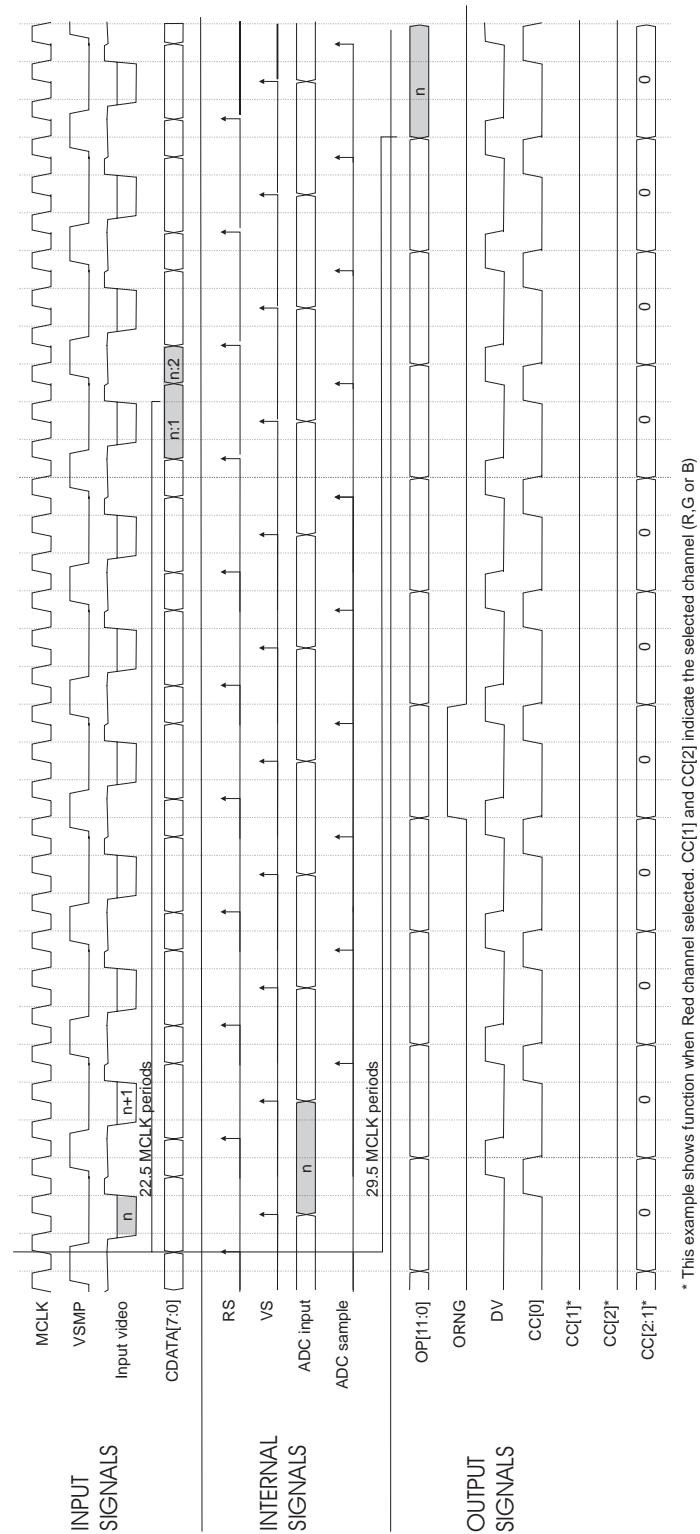 INPUT
SIGNALS
MCLK
VSMP
Input video
n
n+1
22.5 MCLK periods
CDATA[7:0]
n:1
n:2
INTERNAL
SIGNALS
RS
VS
ADC input
n
ADC sample
29.5 MCLK periods
OUTPUT
SIGNALS
OP[11:0]
n
ORNG
DV
CC[0]
CC[1]*
CC[2]*
CC[2:1]*
0 0 0 0 0 0 0 0 0 0 0
* This example shows function when Red channel selected. CC[1] and CC[2] indicate the selected channel (R,G or B)